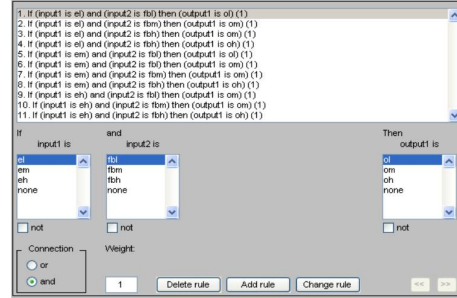 1. If (input1 is el) and (input2 is fbl) then (output1 is ol) (1)
2. If (input1 is el) and (input2 is fbm) then (output1 is om) (1)
3. If (input1 is el) and (input2 is fbh) then (output1 is om) (1)
4. If (input1 is el) and (input2 is fbh) then (output1 is oh) (1)
5. If (input1 is em) and (input2 is fbl) then (output1 is ol) (1)
6. If (input1 is em) and (input2 is fbl) then (output1 is om) (1)
7. If (input1 is em) and (input2 is fbm) then (output1 is om) (1)
8. If (input1 is em) and (input2 is fbh) then (output1 is oh) (1)
9. If (input1 is eh) and (input2 is fbl) then (output1 is om) (1)
10. If (input1 is eh) and (input2 is fbm) then (output1 is om) (1)
11. If (input1 is eh) and (input2 is fbh) then (output1 is oh) (1)
If and Then
input1 is input2 is output1 is
el fbl ol
em fbm om
eh fbh oh
none none none
not not not
Connection Weight:
or
and 1 Delete rule Add rule Change rule << >>